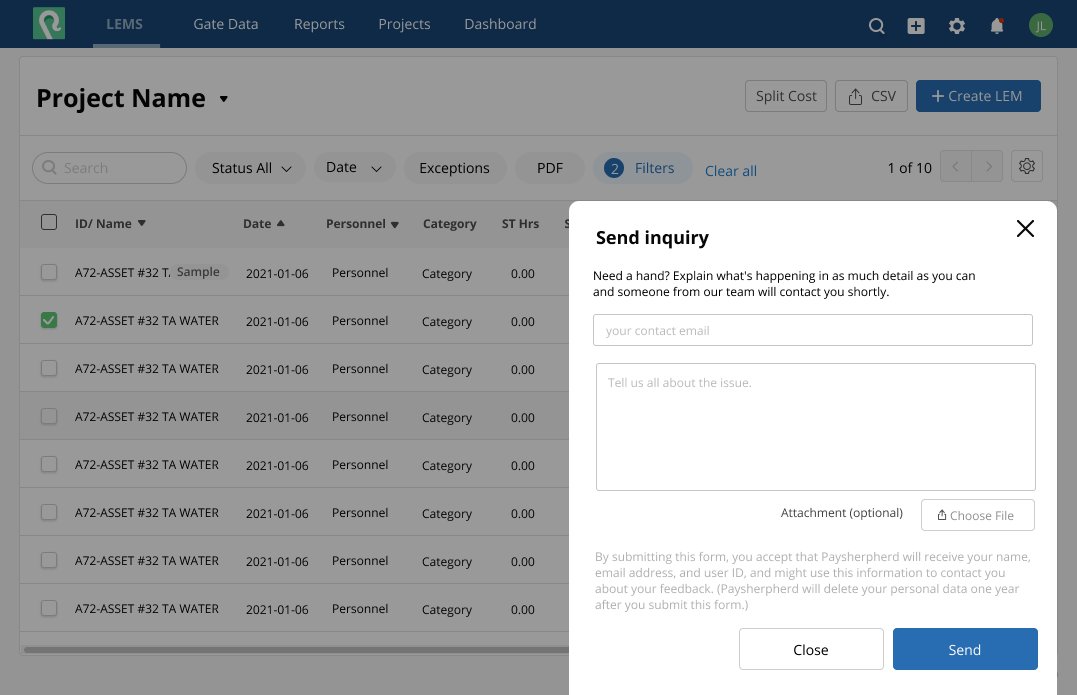 LEMS Gate Data Reports Projects Dashboard JL
Project Name Split Cost CSV + Create LEM
Search Status All Date Exceptions PDF 2 Filters Clear all 1 of 10
ID/ Name Date Personnel Category ST Hrs S
A72-ASSET #32 T. Sample 2021-01-06 Personnel Category 0.00
A72-ASSET #32 TA WATER 2021-01-06 Personnel Category 0.00
A72-ASSET #32 TA WATER 2021-01-06 Personnel Category 0.00
A72-ASSET #32 TA WATER 2021-01-06 Personnel Category 0.00
A72-ASSET #32 TA WATER 2021-01-06 Personnel Category 0.00
A72-ASSET #32 TA WATER 2021-01-06 Personnel Category 0.00
A72-ASSET #32 TA WATER 2021-01-06 Personnel Category 0.00
A72-ASSET #32 TA WATER 2021-01-06 Personnel Category 0.00
Send inquiry
Need a hand? Explain what's happening in as much detail as you can
and someone from our team will contact you shortly.
your contact email
Tell us all about the issue.
Attachment (optional) Choose File
By submitting this form, you accept that Paysherpherd will receive your name,
email address, and user ID, and might use this information to contact you
about your feedback. (Paysherpherd will delete your personal data one year
after you submit this form.)
Close Send